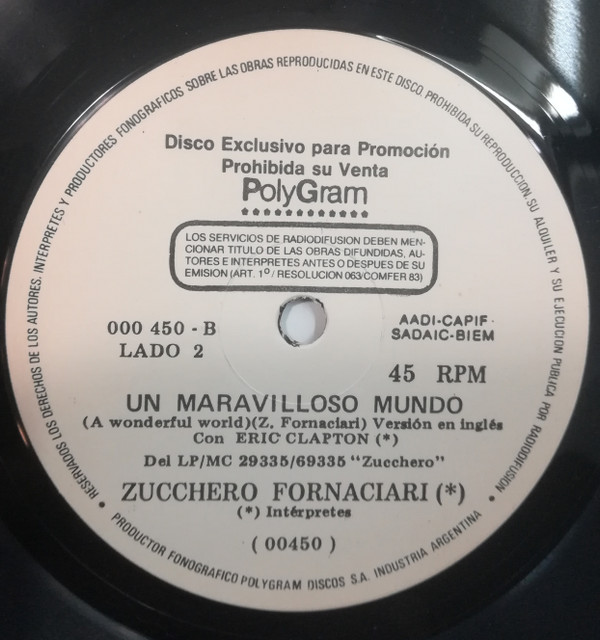 RESERVADOS LOS DERECHOS DE LOS AUTORES, INTERPRETES Y PRODUCTORES FONOGRAFICOS SOBRE LAS OBRAS REPRODUCIDAS EN ESTE DISCO. PROHIBIDA SU REPRODUCCION, SU ALQUILER Y SU EJECUCION PUBLICA POR RADIODIFUSION
Disco Exclusivo para Promoción
Prohibida su Venta
PolyGram
LOS SERVICIOS DE RADIODIFUSION DEBEN MEN-
CIONAR TITULO DE LAS OBRAS DIFUNDIDAS, AU-
TORES E INTERPRETES ANTES O DESPUES DE SU
EMISION (ART. 1º / RESOLUCION 063/COMFER 83)
000 450 - B
LADO 2
AADI-CAPIF
SADAIC-BIEM
45 RPM
UN MARAVILLOSO MUNDO
(A wonderful world)(Z. Fornaciari) Versión en inglés
Con ERIC CLAPTON (*)
Del LP/MC 29335/69335 "Zucchero"
ZUCCHERO FORNACIARI (*)
(*) Intérpretes
( 00450 )
• PRODUCTOR FONOGRAFICO POLYGRAM DISCOS S.A. INDUSTRIA ARGENTINA •